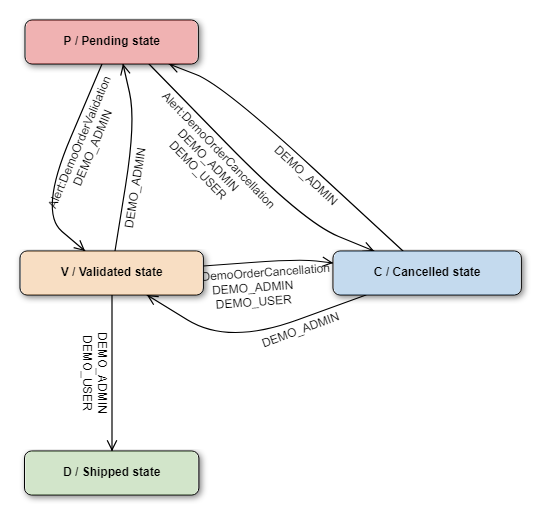 P / Pending state
Alert:DemoOrderValidation
DEMO_ADMIN
DEMO_ADMIN
Alert:DemoOrderCancellation
DEMO_ADMIN
DEMO_USER
DEMO_ADMIN
V / Validated state
DemoOrderCancellation
DEMO_ADMIN
DEMO_USER
C / Cancelled state
DEMO_ADMIN
DEMO_ADMIN
DEMO_USER
D / Shipped state